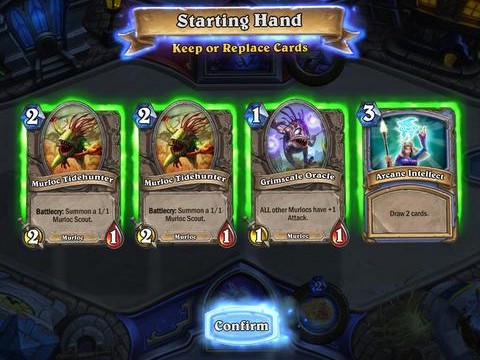 Starting Hand
Keep or Replace Cards
2
Murloc Tidehunter
Battlecry: Summon a 1/1
Murloc Scout.
2
Murloc
1
2
Murloc Tidehunter
Battlecry: Summon a 1/1
Murloc Scout.
2
Murloc
1
1
Grimscale Oracle
ALL other Murlocs have +1
Attack.
1
Murloc
1
3
Arcane Intellect
Draw 2 cards.
Confirm